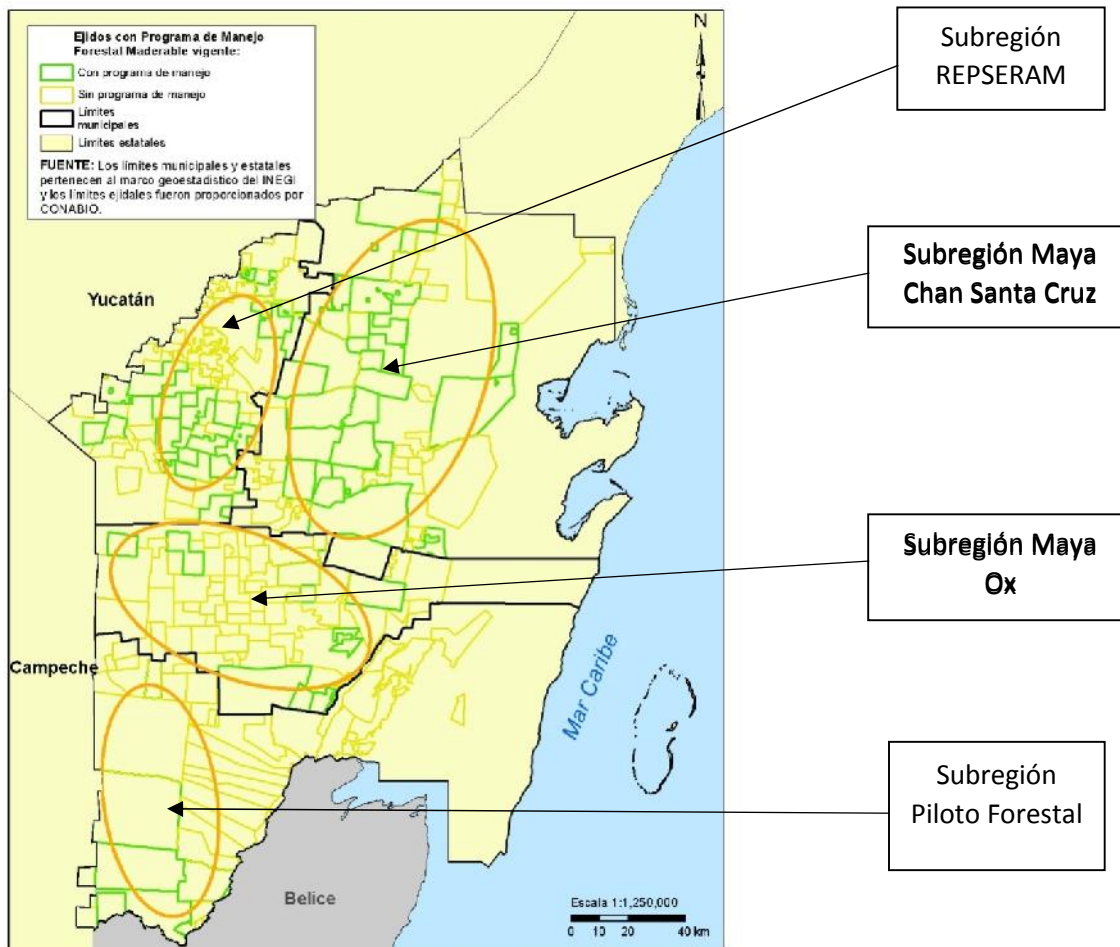 Ejidos con Programa de Manejo
Forestal Maderable vigente:
Con programa de manejo
Sin programa de manejo
Límites
municipales
Límites estatales
FUENTE: Los límites municipales y estatales
pertenecen al marco geoestadístico del INEGI
y los límites ejidales fueron proporcionados por
CONABIO.
N
Subregión
REPSERAM
Yucatán
Subregión Maya
Chan Santa Cruz
Subregión Maya
Ox
Campeche
Mar Caribe
Subregión
Piloto Forestal
Belice
Escala 1:1,250,000
0 10 20 40 km